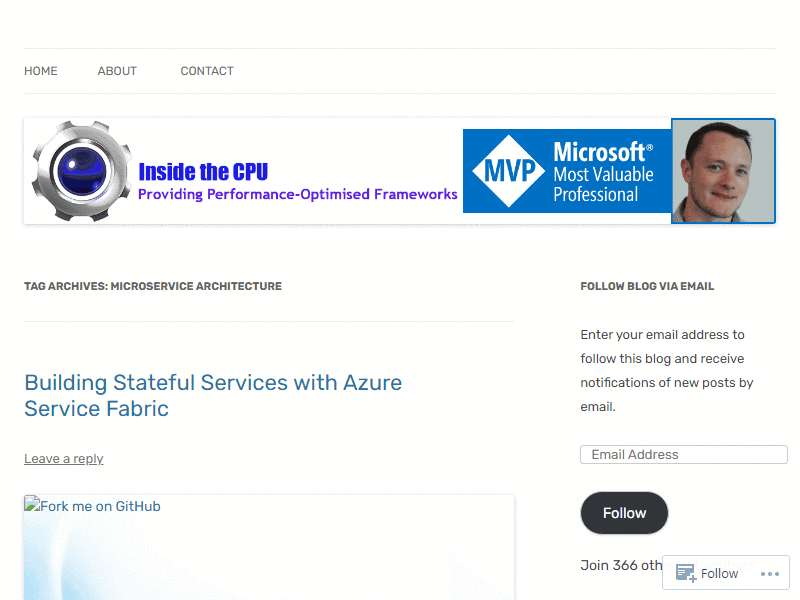 HOME ABOUT CONTACT
Inside the CPU
Providing Performance-Optimised Frameworks
MVP
Microsoft®
Most Valuable
Professional
TAG ARCHIVES: MICROSERVICE ARCHITECTURE
Building Stateful Services with Azure
Service Fabric
Leave a reply
Fork me on GitHub
FOLLOW BLOG VIA EMAIL
Enter your email address to
follow this blog and receive
notifications of new posts by
email.
Email Address
Follow
Join 366
Follow